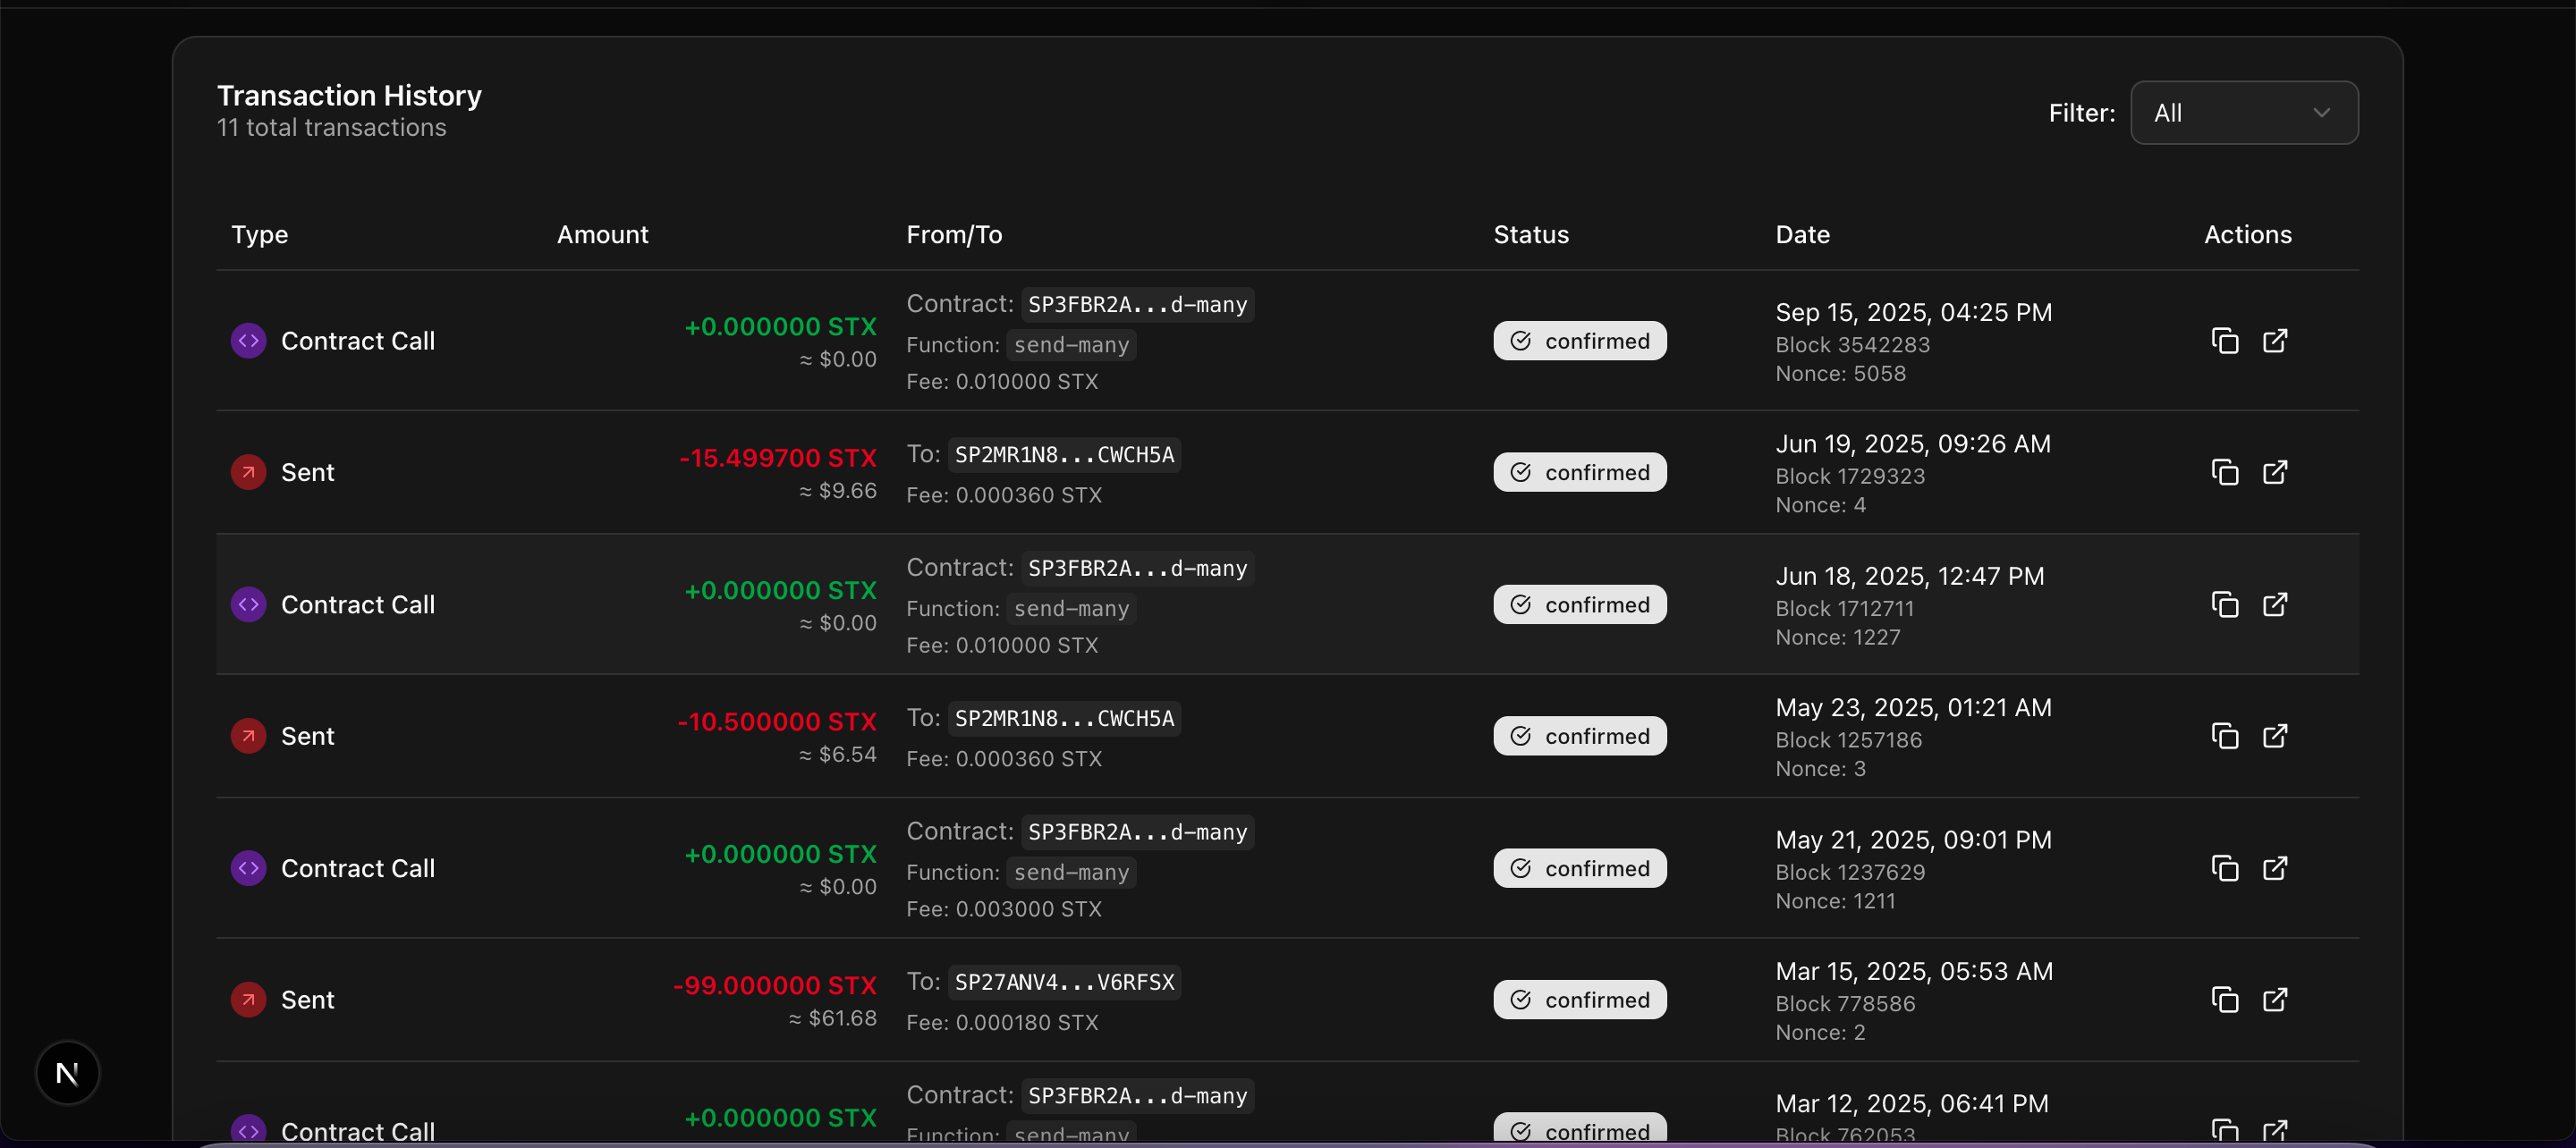 Transaction History
11 total transactions
Filter: All
Type Amount From/To Status Date Actions
Contract Call
+0.000000 STX
≈ $0.00
Contract: SP3FBR2A...d-many
Function: send-many
Fee: 0.010000 STX
confirmed
Sep 15, 2025, 04:25 PM
Block 3542283
Nonce: 5058
Sent
-15.499700 STX
≈ $9.66
To: SP2MR1N8...CWCH5A
Fee: 0.000360 STX
confirmed
Jun 19, 2025, 09:26 AM
Block 1729323
Nonce: 4
Contract Call
+0.000000 STX
≈ $0.00
Contract: SP3FBR2A...d-many
Function: send-many
Fee: 0.010000 STX
confirmed
Jun 18, 2025, 12:47 PM
Block 1712711
Nonce: 1227
Sent
-10.500000 STX
≈ $6.54
To: SP2MR1N8...CWCH5A
Fee: 0.000360 STX
confirmed
May 23, 2025, 01:21 AM
Block 1257186
Nonce: 3
Contract Call
+0.000000 STX
≈ $0.00
Contract: SP3FBR2A...d-many
Function: send-many
Fee: 0.003000 STX
confirmed
May 21, 2025, 09:01 PM
Block 1237629
Nonce: 1211
Sent
-99.000000 STX
≈ $61.68
To: SP27ANV4...V6RFSX
Fee: 0.000180 STX
confirmed
Mar 15, 2025, 05:53 AM
Block 778586
Nonce: 2
Contract Call
+0.000000 STX
Contract: SP3FBR2A...d-many
Function: send-many
confirmed
Mar 12, 2025, 06:41 PM
Block 762053
N